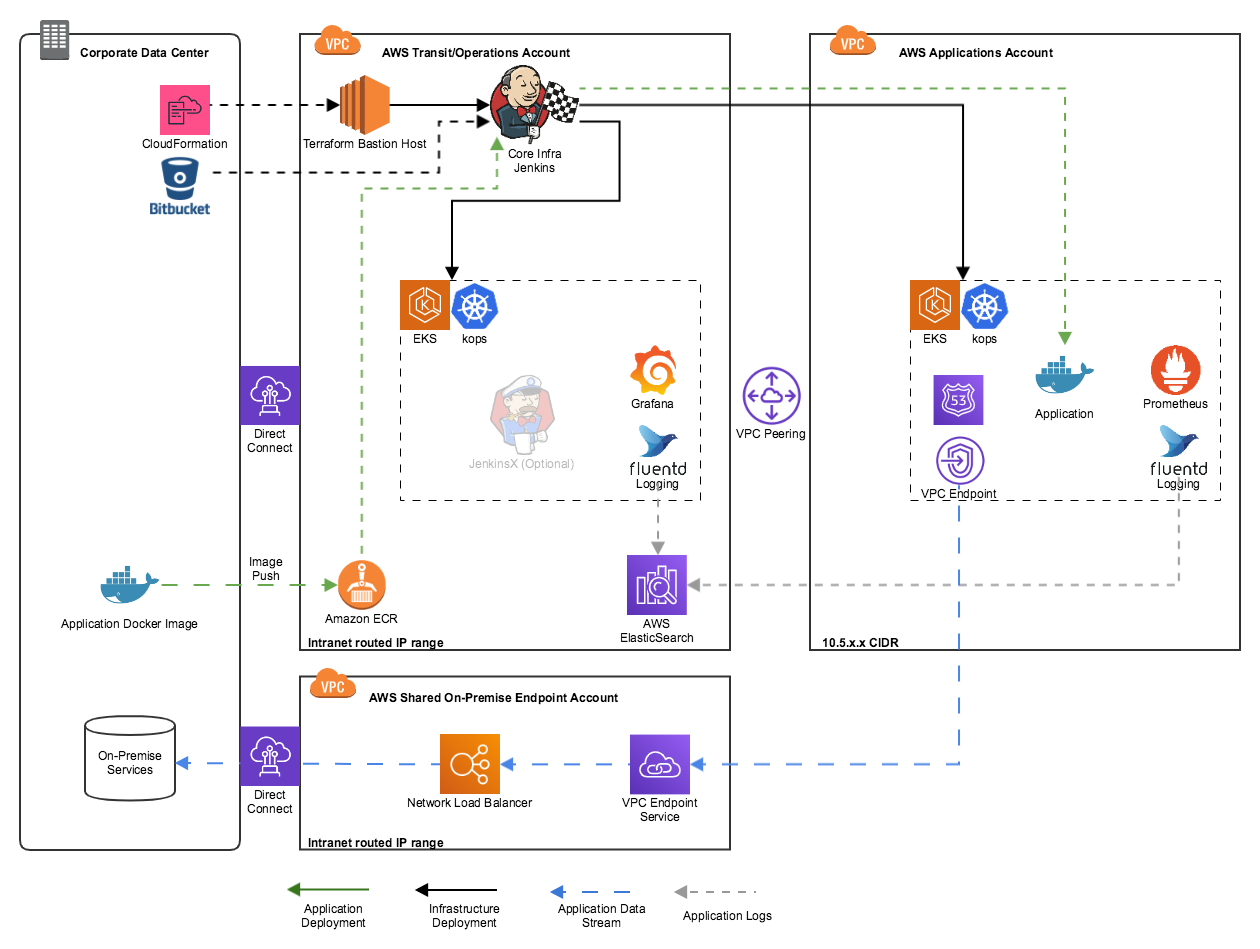 Corporate Data Center
VPC
AWS Transit/Operations Account
VPC
AWS Applications Account
CloudFormation
Terraform Bastion Host
Core Infra
Jenkins
Bitbucket
EKS
kops
EKS
kops
Grafana
53
Application
Prometheus
Direct
Connect
VPC Peering
JenkinsX (Optional)
fluentd
Logging
VPC Endpoint
fluentd
Logging
Image
Push
Application Docker Image
Amazon ECR
AWS
ElasticSearch
Intranet routed IP range
10.5.x.x CIDR
VPC
AWS Shared On-Premise Endpoint Account
On-Premise
Services
Direct
Connect
Network Load Balancer
VPC Endpoint
Service
Intranet routed IP range
Application
Deployment
Infrastructure
Deployment
Application Data
Stream
Application Logs